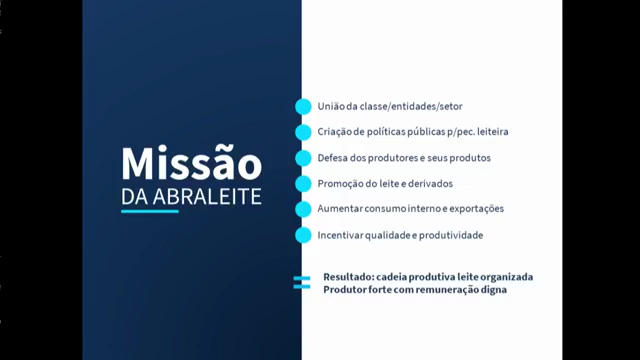 Missão
DA ABRALEITE
União da classe/entidades/setor
Criação de políticas públicas p/pec. leiteira
Defesa dos produtores e seus produtos
Promoção do leite e derivados
Aumentar consumo interno e exportações
Incentivar qualidade e produtividade
Resultado: cadeia produtiva leite organizada
Produtor forte com remuneração digna